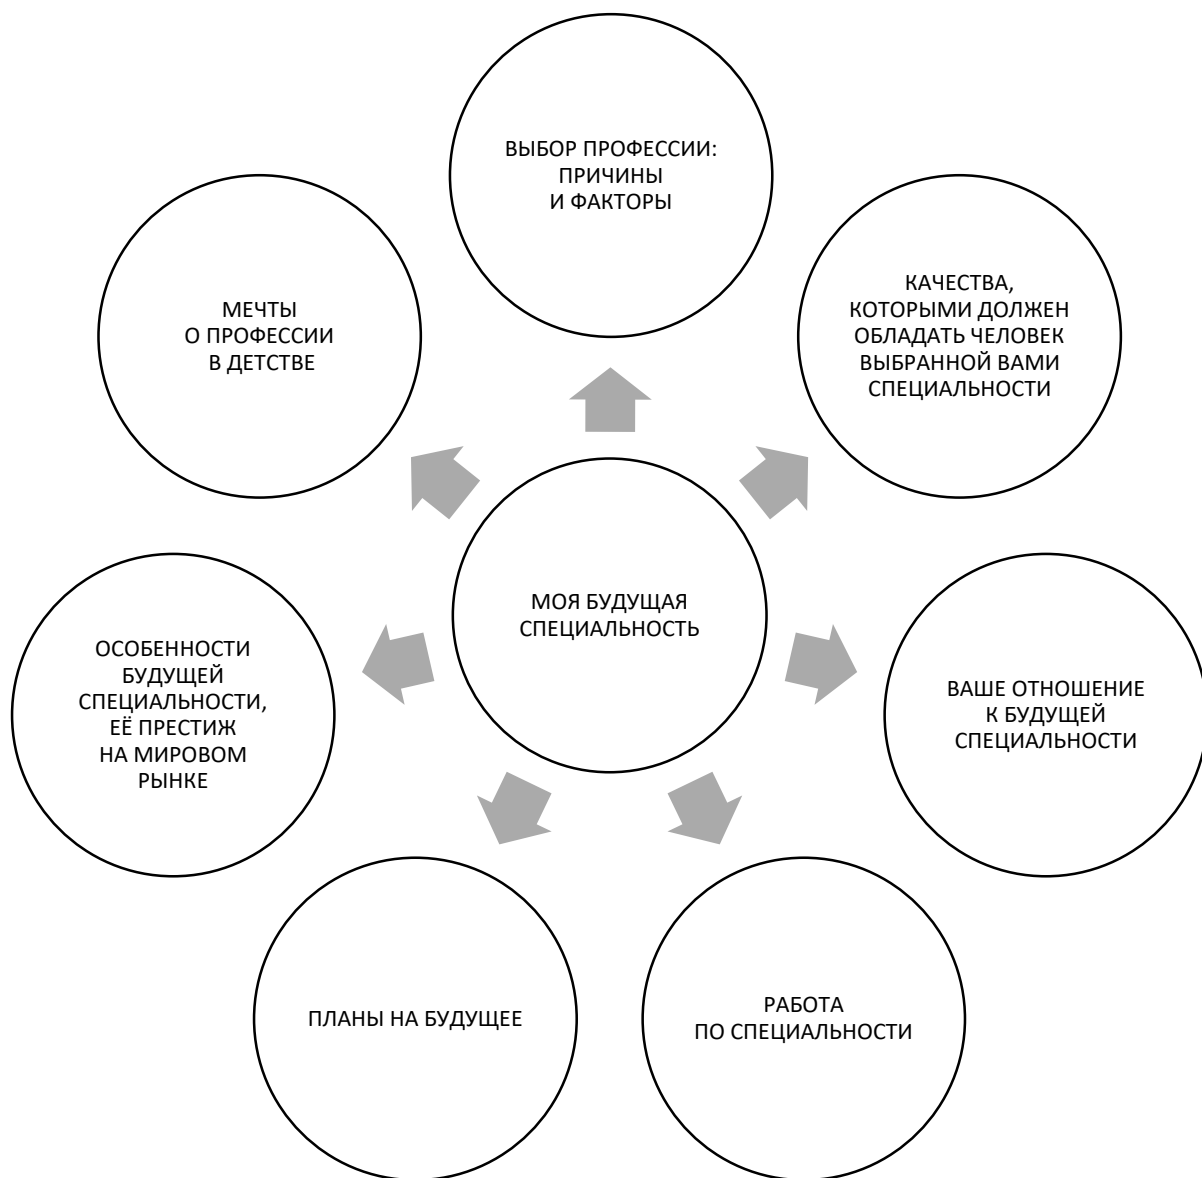 ВЫБОР ПРОФЕССИИ:
ПРИЧИНЫ
И ФАКТОРЫ
КАЧЕСТВА,
КОТОРЫМИ ДОЛЖЕН
ОБЛАДАТЬ ЧЕЛОВЕК
ВЫБРАННОЙ ВАМИ
СПЕЦИАЛЬНОСТИ
МЕЧТЫ
О ПРОФЕССИИ
В ДЕТСТВЕ
МОЯ БУДУЩАЯ
СПЕЦИАЛЬНОСТЬ
ОСОБЕННОСТИ
БУДУЩЕЙ
СПЕЦИАЛЬНОСТИ,
ЕЁ ПРЕСТИЖ
НА МИРОВОМ
РЫНКЕ
ВАШЕ ОТНОШЕНИЕ
К БУДУЩЕЙ
СПЕЦИАЛЬНОСТИ
ПЛАНЫ НА БУДУЩЕЕ
РАБОТА
ПО СПЕЦИАЛЬНОСТИ